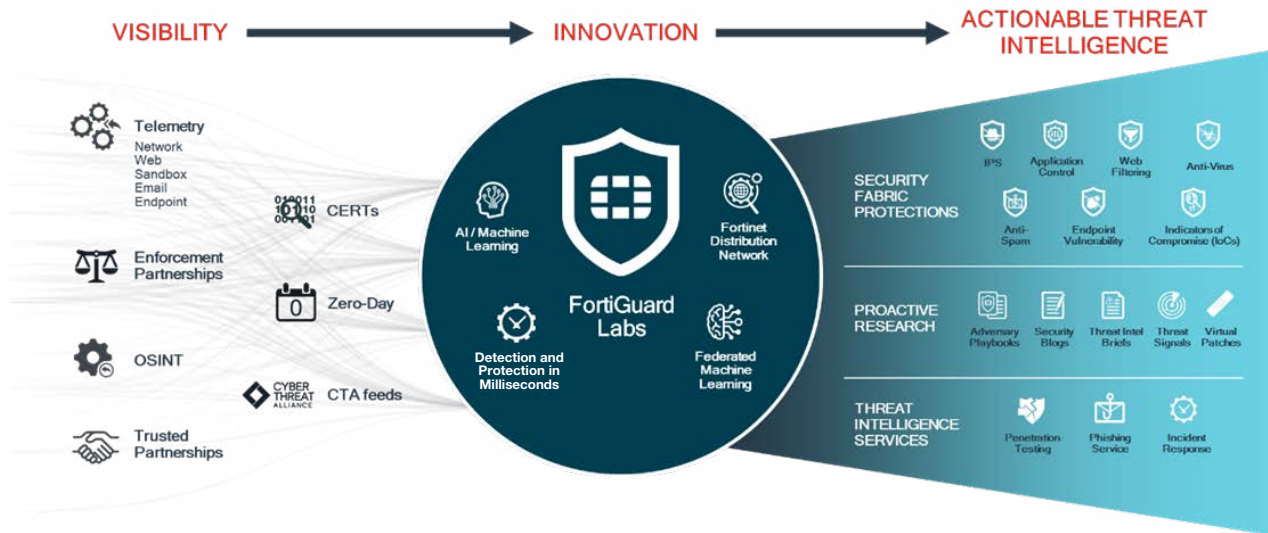 VISIBILITY
INNOVATION
ACTIONABLE THREAT
INTELLIGENCE
Telemetry
Network
Web
Sandbox
Email
Endpoint
Enforcement
Partnerships
OSINT
Trusted
Partnerships
CERTs
0
Zero-Day
CYBER
THREAT
ALLIANCE
CTA feeds
AI / Machine
Learning
Fortinet
Distribution
Network
FortiGuard
Labs
Detection and
Protection in
Milliseconds
Federated
Machine
Learning
SECURITY
FABRIC
PROTECTIONS
IPS
Application
Control
Web
Filtering
Anti-Virus
Anti-
Spam
Endpoint
Vulnerability
Indicators of
Compromise (IoCs)
PROACTIVE
RESEARCH
Adversary
Playbooks
Security
Blogs
Threat Intel
Briefs
Threat
Signals
Virtual
Patches
THREAT
INTELLIGENCE
SERVICES
Penetration
Testing
Phishing
Service
Incident
Response